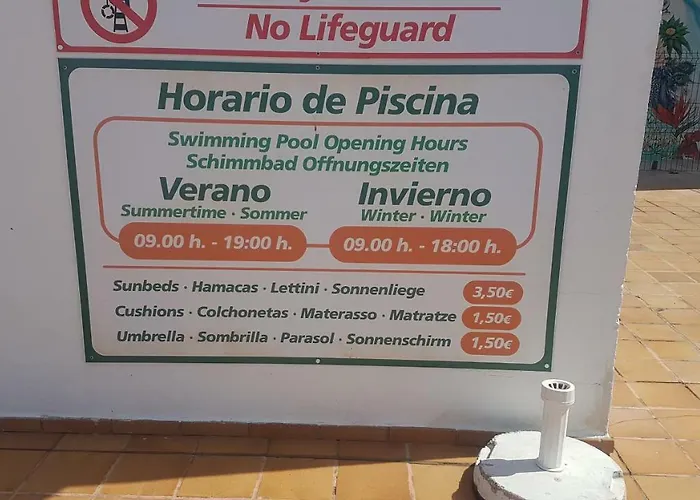 No Lifeguard
Horario de Piscina
Swimming Pool Opening Hours
Schimmbad Offnungszeiten
Verano
Summertime · Sommer
09.00 h. - 19:00 h.
Invierno
Winter · Winter
09.00 h. - 18:00 h.
Sunbeds · Hamacas · Lettini · Sonnenliege 3,50€
Cushions · Colchonetas · Materasso · Matratze 1,50€
Umbrella · Sombrilla · Parasol · Sonnenschirm 1,50€